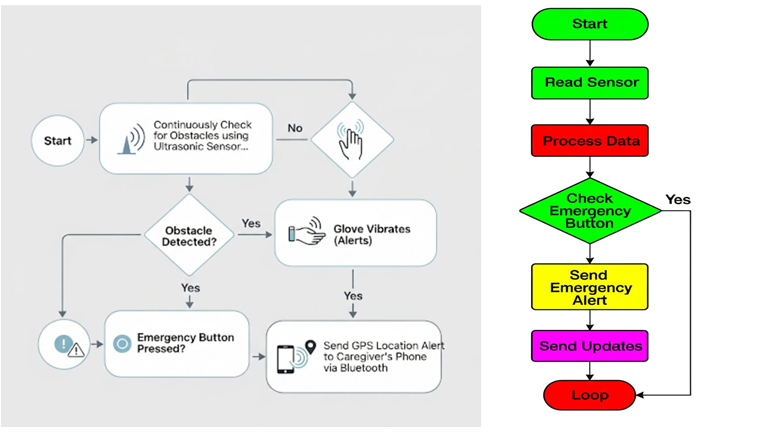 Start
Continuously Check
for Obstacles using
Ultrasonic Sensor...
No
Obstacle
Detected?
Yes
Glove Vibrates
(Alerts)
Yes
Yes
Emergency Button
Pressed?
Send GPS Location Alert
to Caregiver's Phone
via Bluetooth
Start
Read Sensor
Process Data
Check
Emergency
Button
Yes
Send
Emergency
Alert
Send Updates
Loop